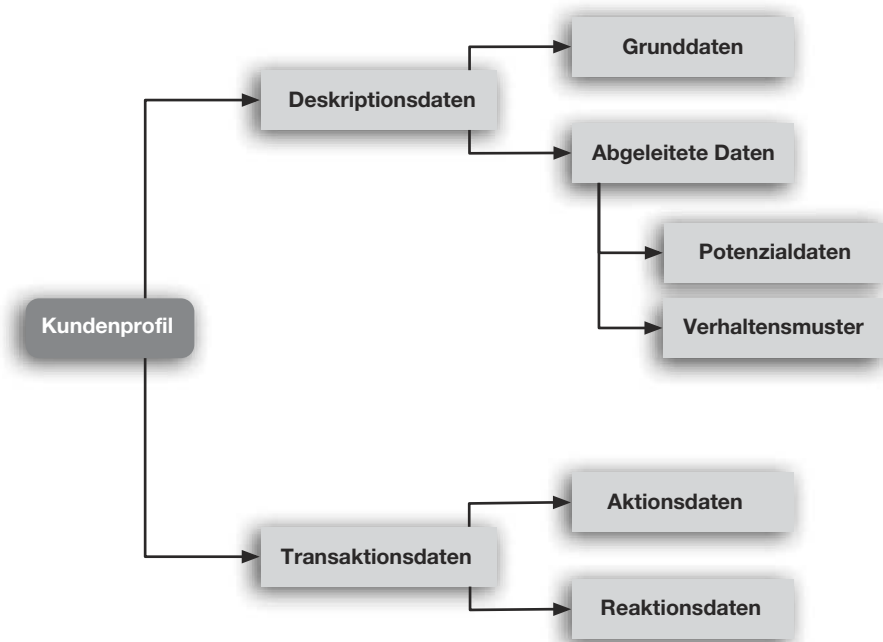 Grunddaten
Deskriptionsdaten
Abgeleitete Daten
Potenzialdaten
Kundenprofil
Verhaltensmuster
Aktionsdaten
Transaktionsdaten
Reaktionsdaten